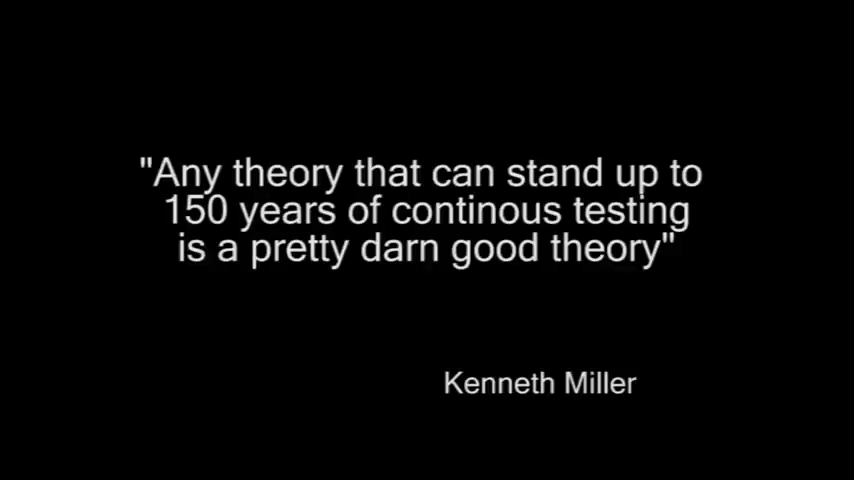 "Any theory that can stand up to
150 years of continous testing
is a pretty darn good theory"
Kenneth Miller